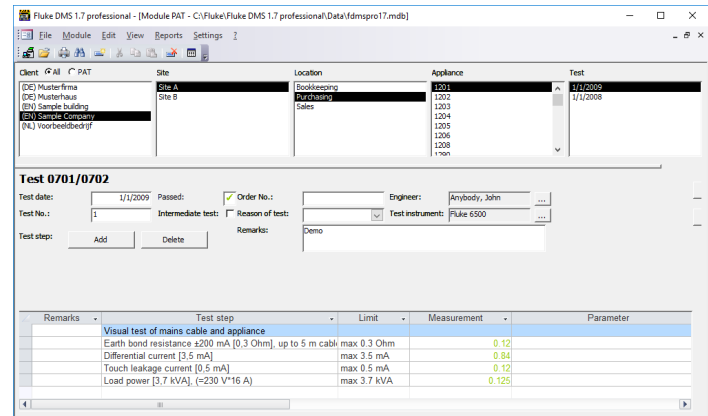 Fluke DMS 1.7 professional - [Module PAT - C:\Fluke\Fluke DMS 1.7 professional\Data\fdmspro17.mdb]
File Module Edit View Reports Settings ?
Client All PAT Site Location Appliance Test
(DE) Musterfirma Site A Bookkeeping 1201 1/1/2009
(DE) Musterhaus Site B Purchasing 1202 1/1/2008
(EN) Sample building Sales 1203
(EN) Sample Company 1204
(NL) Voorbeeldbedrijf 1205
1206
1208
1290
Test 0701/0702
Test date: 1/1/2009 Passed: Order No.: Engineer: Anybody, John ...
Test No.: 1 Intermediate test: Reason of test: Test instrument: Fluke 6500 ...
Test step: Add Delete Remarks: Demo
Remarks Test step Limit Measurement Parameter
Visual test of mains cable and appliance
Earth bond resistance ±200 mA [0,3 Ohm], up to 5 m cabl max 0.3 Ohm 0.12
Differential current [3,5 mA] max 3.5 mA 0.84
Touch leakage current [0,5 mA] max 0.5 mA 0.12
Load power [3,7 kVA], (=230 V*16 A) max 3.7 kVA 0.125